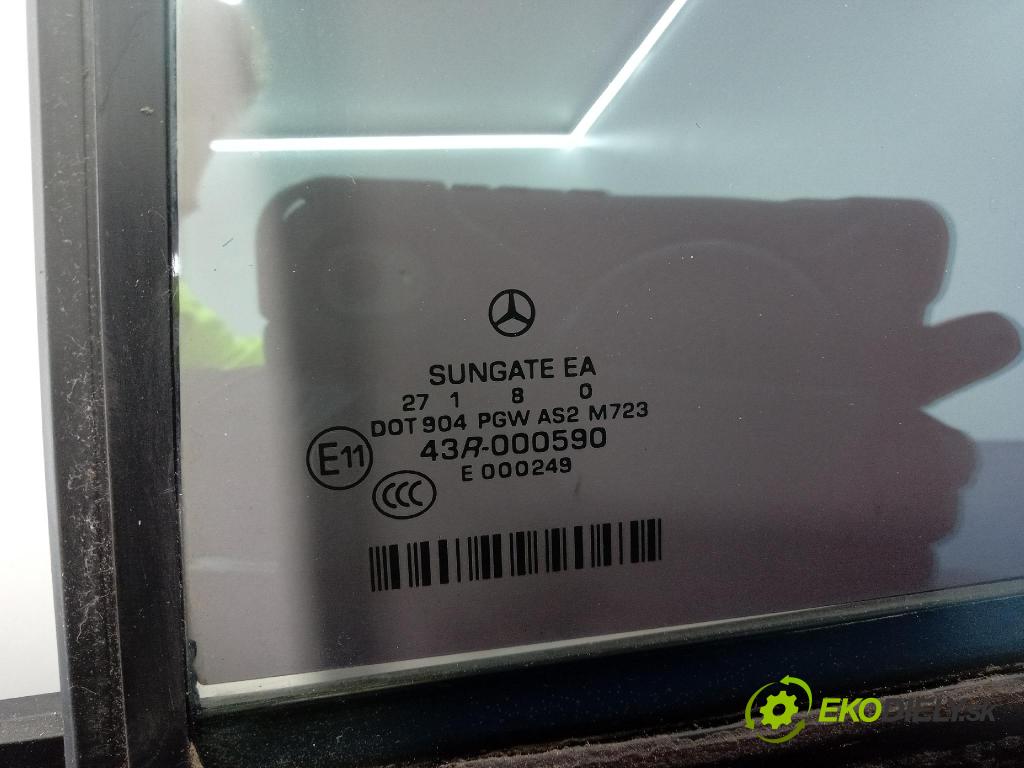 SUNGATE EA
27 1 8 0
DOT 904 PGW AS2 M723
43R-000590
E11
E 000249
CCC
EKODIELY.sk